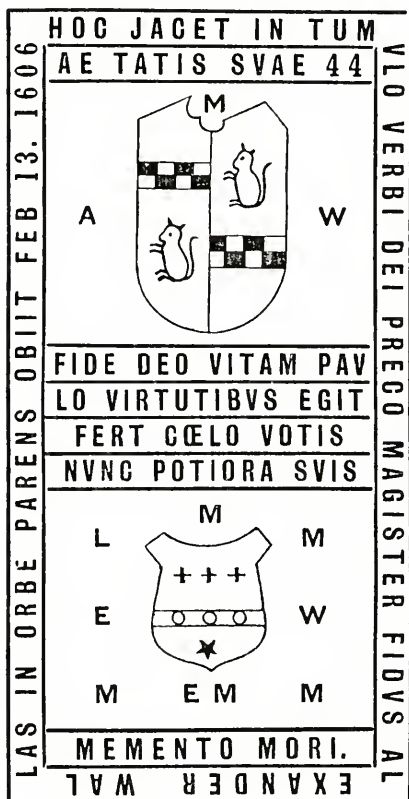 HOC JACET IN TUM
VLO VERBI DEI PRECO MAGISTER FIDVS AL
EXANDER WAL
LAS IN ORBE PARENS OBIIT FEB 13. 1606
AE TATIS SVAE 44
M
A W
FIDE DEO VITAM PAV
LO VIRTUTIBVS EGIT
FERT CŒLO VOTIS
NVNC POTIORA SVIS
M
L M
E W
M E M M
MEMENTO MORI.